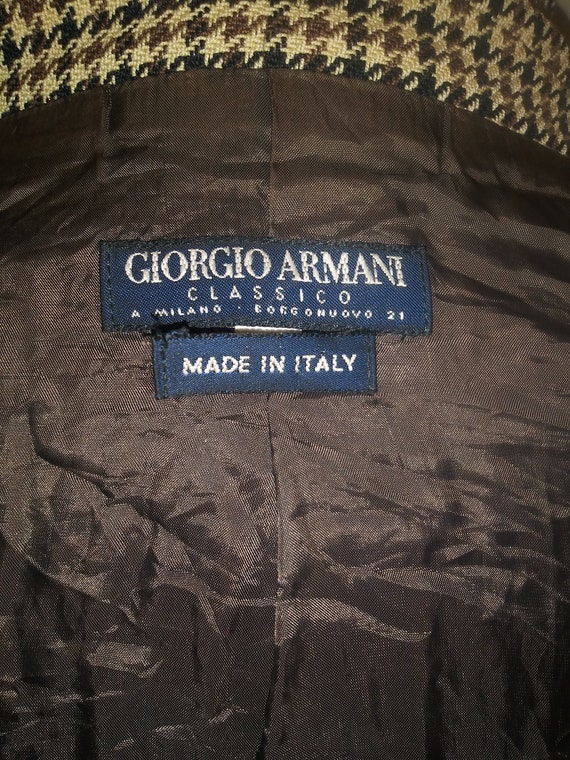 GIORGIO ARMANI
CLASSICO
A MILANO BORGONUOVO 21
MADE IN ITALY